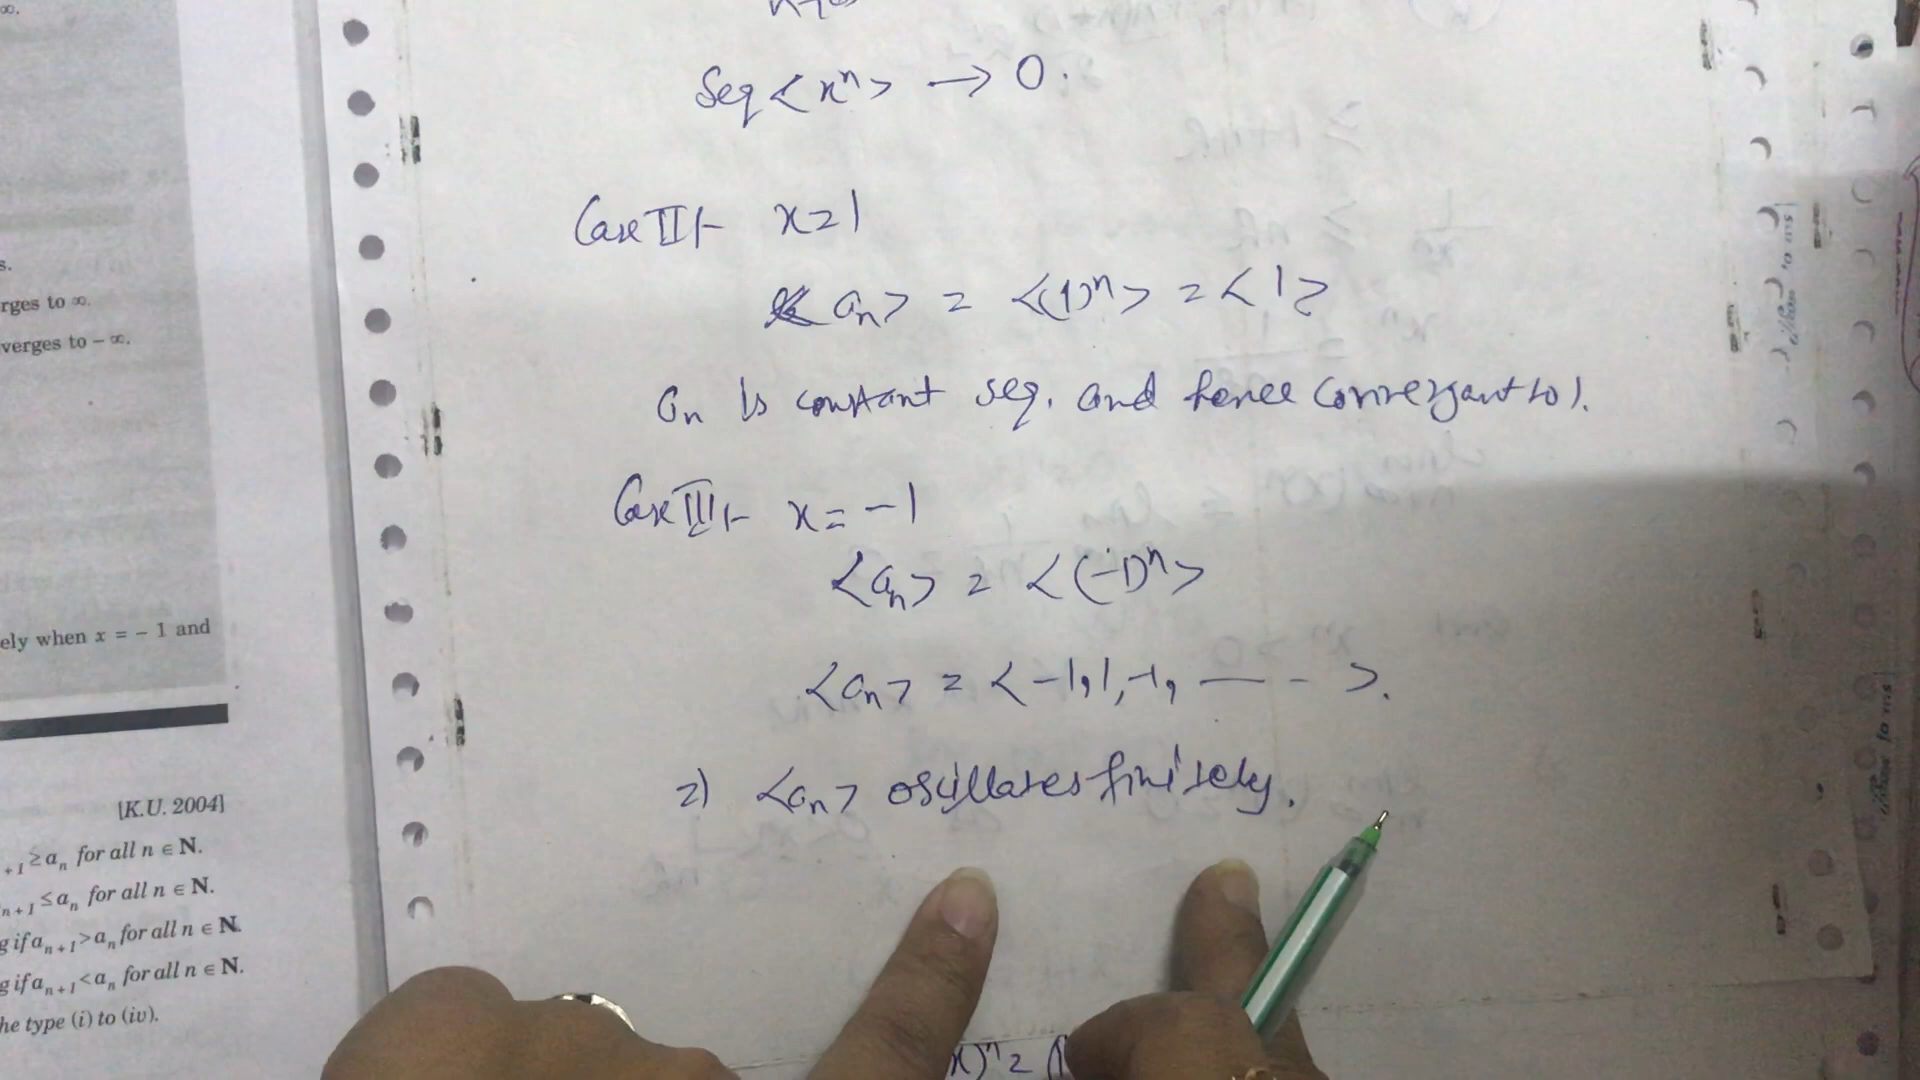 ∞.
s.
rges to ∞.
verges to – ∞.
ely when x = – 1 and
[K.U. 2004]
+1 ≥ aₙ for all n ∈ N.
n+1 ≤ aₙ for all n ∈ N.
g if aₙ₊₁ > aₙ for all n ∈ N.
g if aₙ₊₁ < aₙ for all n ∈ N.
he type (i) to (iv).
Seq <xⁿ> → 0.
Case II :- x = 1
<aₙ> = <(1)ⁿ> = <1>
aₙ is constant seq. and hence convergant to 1.
Case III :- x = -1
<aₙ> = <(-1)ⁿ>
<aₙ> = <-1, 1, -1, — - >.
=) <aₙ> oscillates finitely.
x)ⁿ = (1